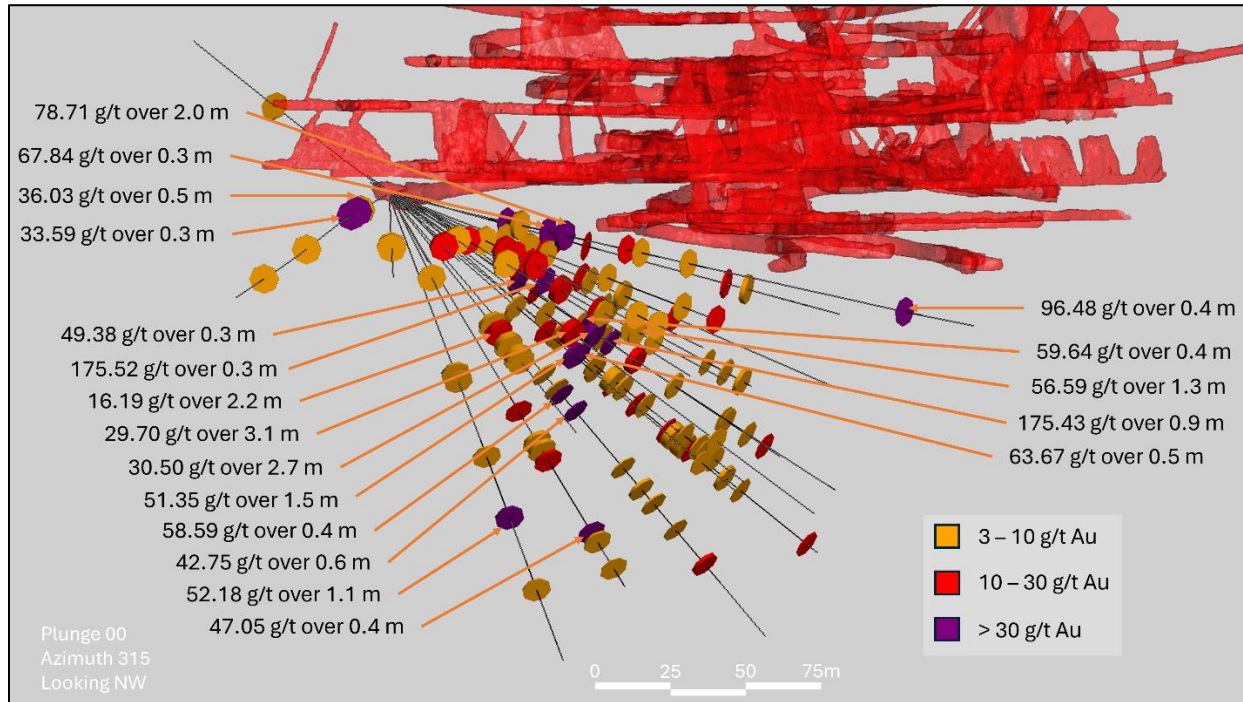 78.71 g/t over 2.0 m
67.84 g/t over 0.3 m
36.03 g/t over 0.5 m
33.59 g/t over 0.3 m
49.38 g/t over 0.3 m
175.52 g/t over 0.3 m
16.19 g/t over 2.2 m
29.70 g/t over 3.1 m
30.50 g/t over 2.7 m
51.35 g/t over 1.5 m
58.59 g/t over 0.4 m
42.75 g/t over 0.6 m
52.18 g/t over 1.1 m
47.05 g/t over 0.4 m
96.48 g/t over 0.4 m
59.64 g/t over 0.4 m
56.59 g/t over 1.3 m
175.43 g/t over 0.9 m
63.67 g/t over 0.5 m
3 – 10 g/t Au
10 – 30 g/t Au
> 30 g/t Au
Plunge 00
Azimuth 315
Looking NW
0 25 50 75m